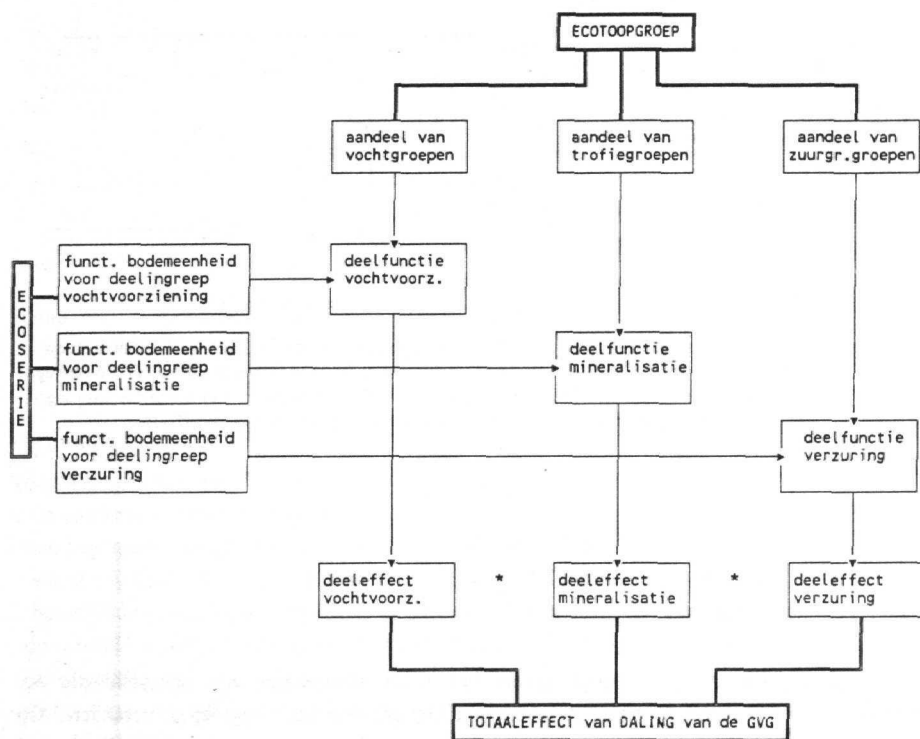 ECOTOOPGROEP
aandeel van
vochtgroepen
aandeel van
trofiegroepen
aandeel van
zuurgr.groepen
ECOSERIE
funct. bodemeenheid
voor deelingreep
vochtvoorziening
deelfunctie
vochtvoorz.
funct. bodemeenheid
voor deelingreep
mineralisatie
deelfunctie
mineralisatie
funct. bodemeenheid
voor deelingreep
verzuring
deelfunctie
verzuring
deeleffect
vochtvoorz.
*
deeleffect
mineralisatie
*
deeleffect
verzuring
TOTAALEFFECT van DALING van de GVG